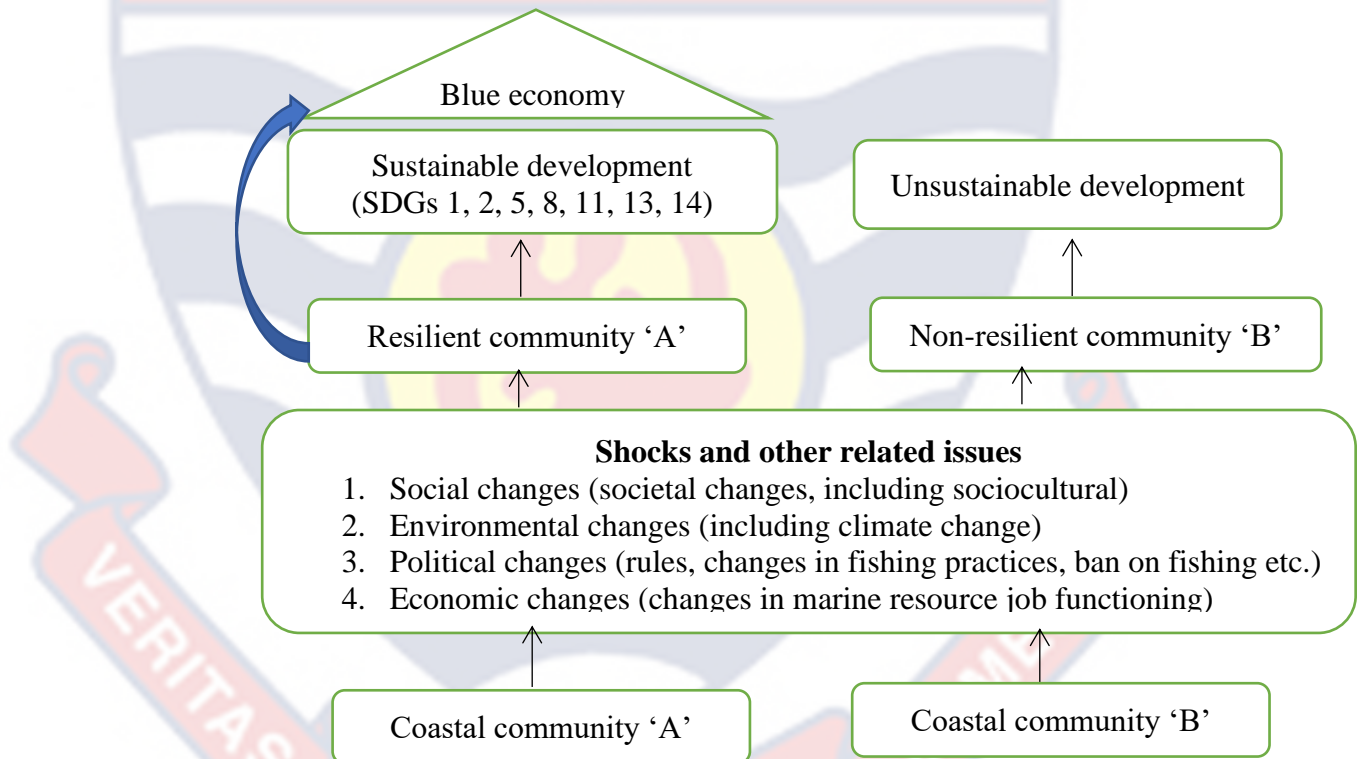 Blue economy
Sustainable development
(SDGs 1, 2, 5, 8, 11, 13, 14)
Unsustainable development
Resilient community ‘A’
Non-resilient community ‘B’
Shocks and other related issues
1. Social changes (societal changes, including sociocultural)
2. Environmental changes (including climate change)
3. Political changes (rules, changes in fishing practices, ban on fishing etc.)
4. Economic changes (changes in marine resource job functioning)
Coastal community ‘A’
Coastal community ‘B’
VERITAS